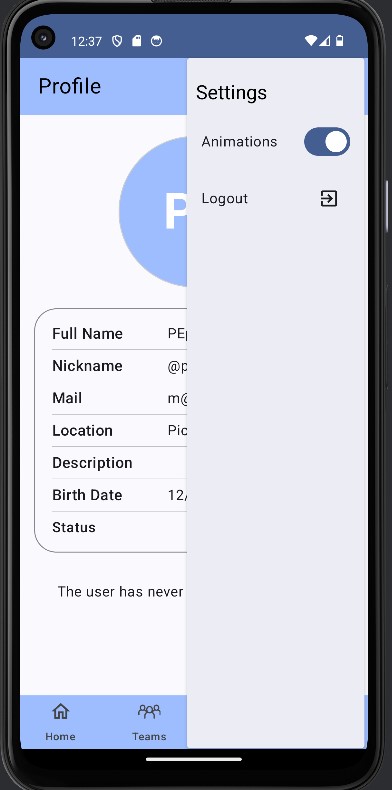 12:37
Profile
Settings
Animations
Logout
P
Full Name PEp
Nickname @p
Mail m@
Location Pic
Description
Birth Date 12/
Status
The user has never
Home Teams